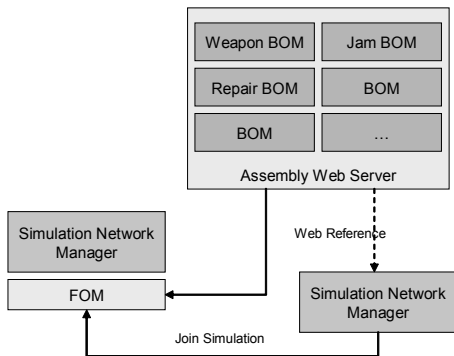 Weapon BOM
Jam BOM
Repair BOM
BOM
BOM
...
Assembly Web Server
Simulation Network
Manager
Web Reference
FOM
Simulation Network
Manager
Join Simulation